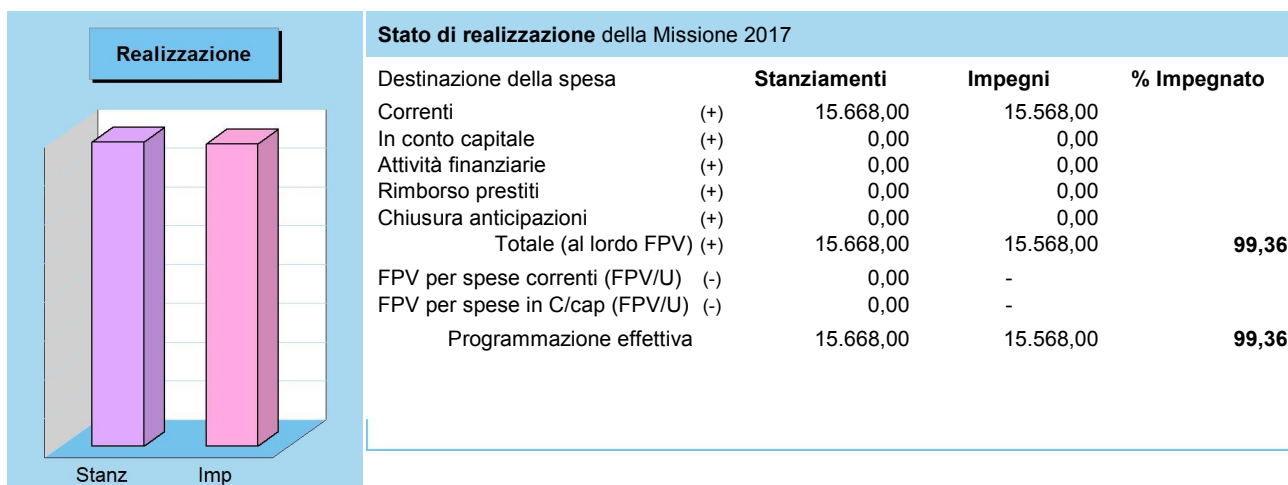 Realizzazione
Stanz Imp
Stato di realizzazione della Missione 2017
Destinazione della spesa Stanziamenti Impegni % Impegnato
Correnti (+) 15.668,00 15.568,00
In conto capitale (+) 0,00 0,00
Attività finanziarie (+) 0,00 0,00
Rimborso prestiti (+) 0,00 0,00
Chiusura anticipazioni (+) 0,00 0,00
Totale (al lordo FPV) (+) 15.668,00 15.568,00 99,36
FPV per spese correnti (FPV/U) (-) 0,00 -
FPV per spese in C/cap (FPV/U) (-) 0,00 -
Programmazione effettiva 15.668,00 15.568,00 99,36